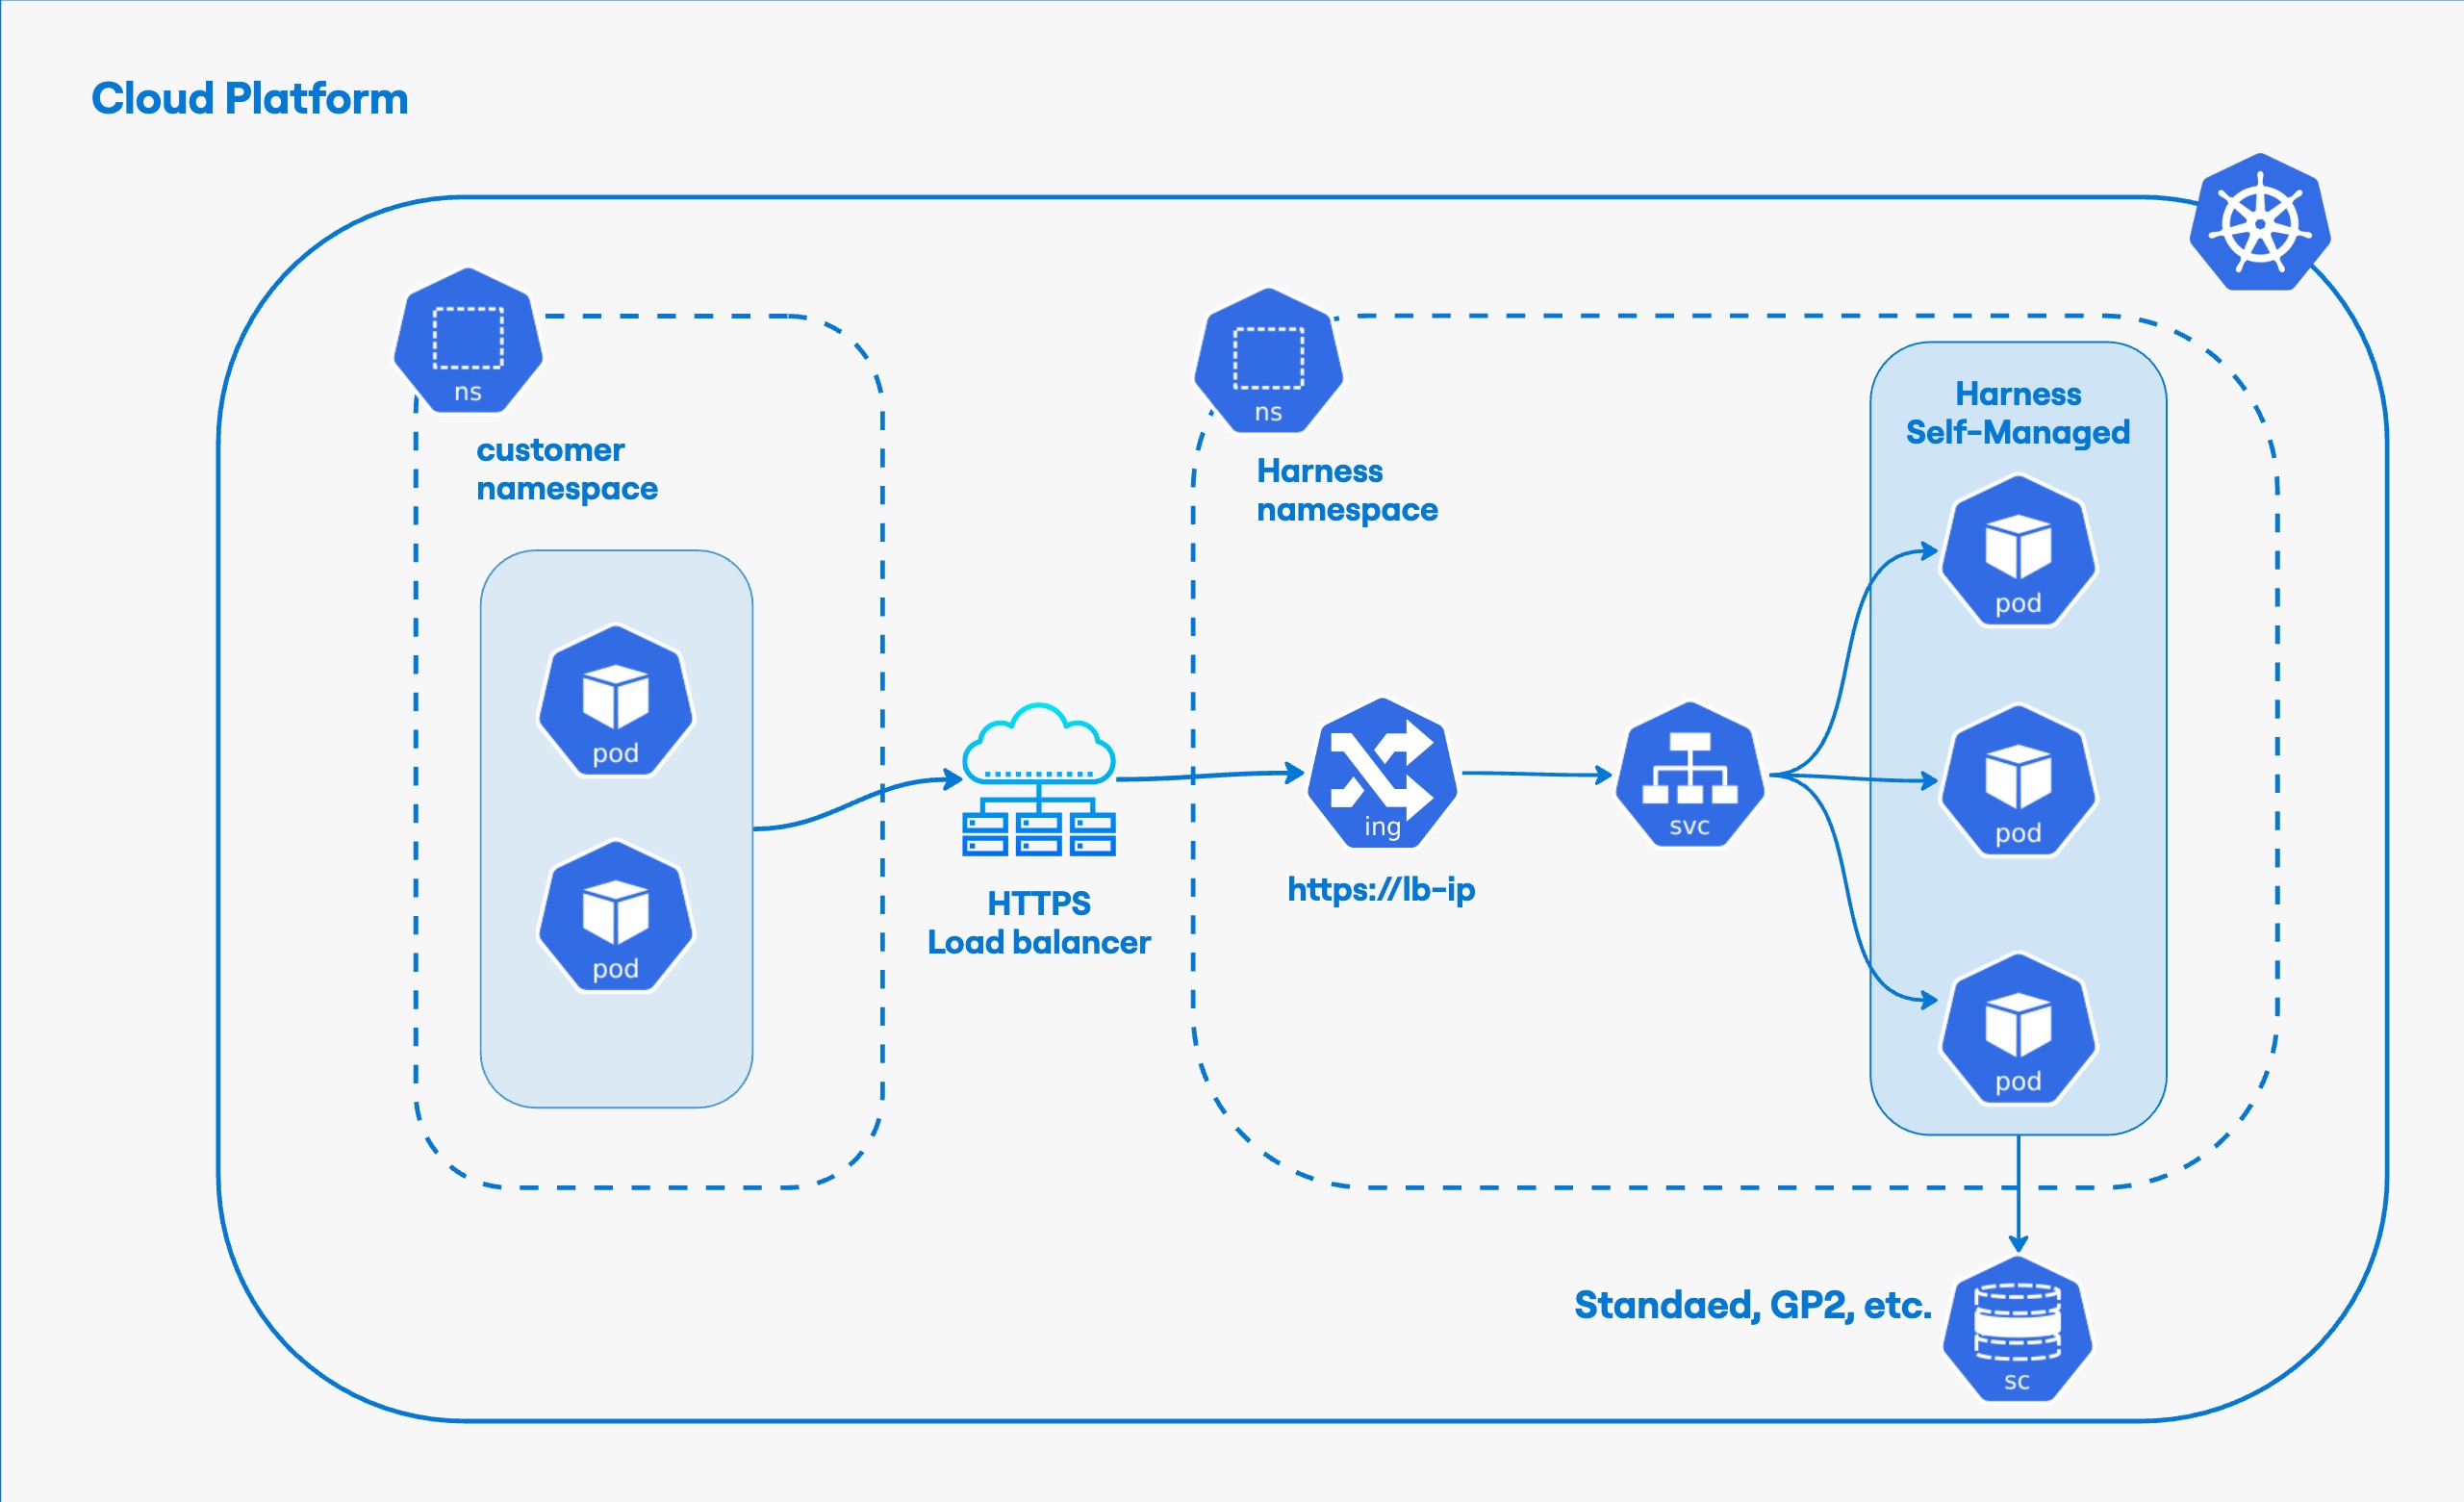 Cloud Platform
ns
customer
namespace
pod
pod
HTTPS
Load balancer
ns
Harness
namespace
ing
https://lb-ip
svc
Harness
Self-Managed
pod
pod
pod
Standaed, GP2, etc.
sc